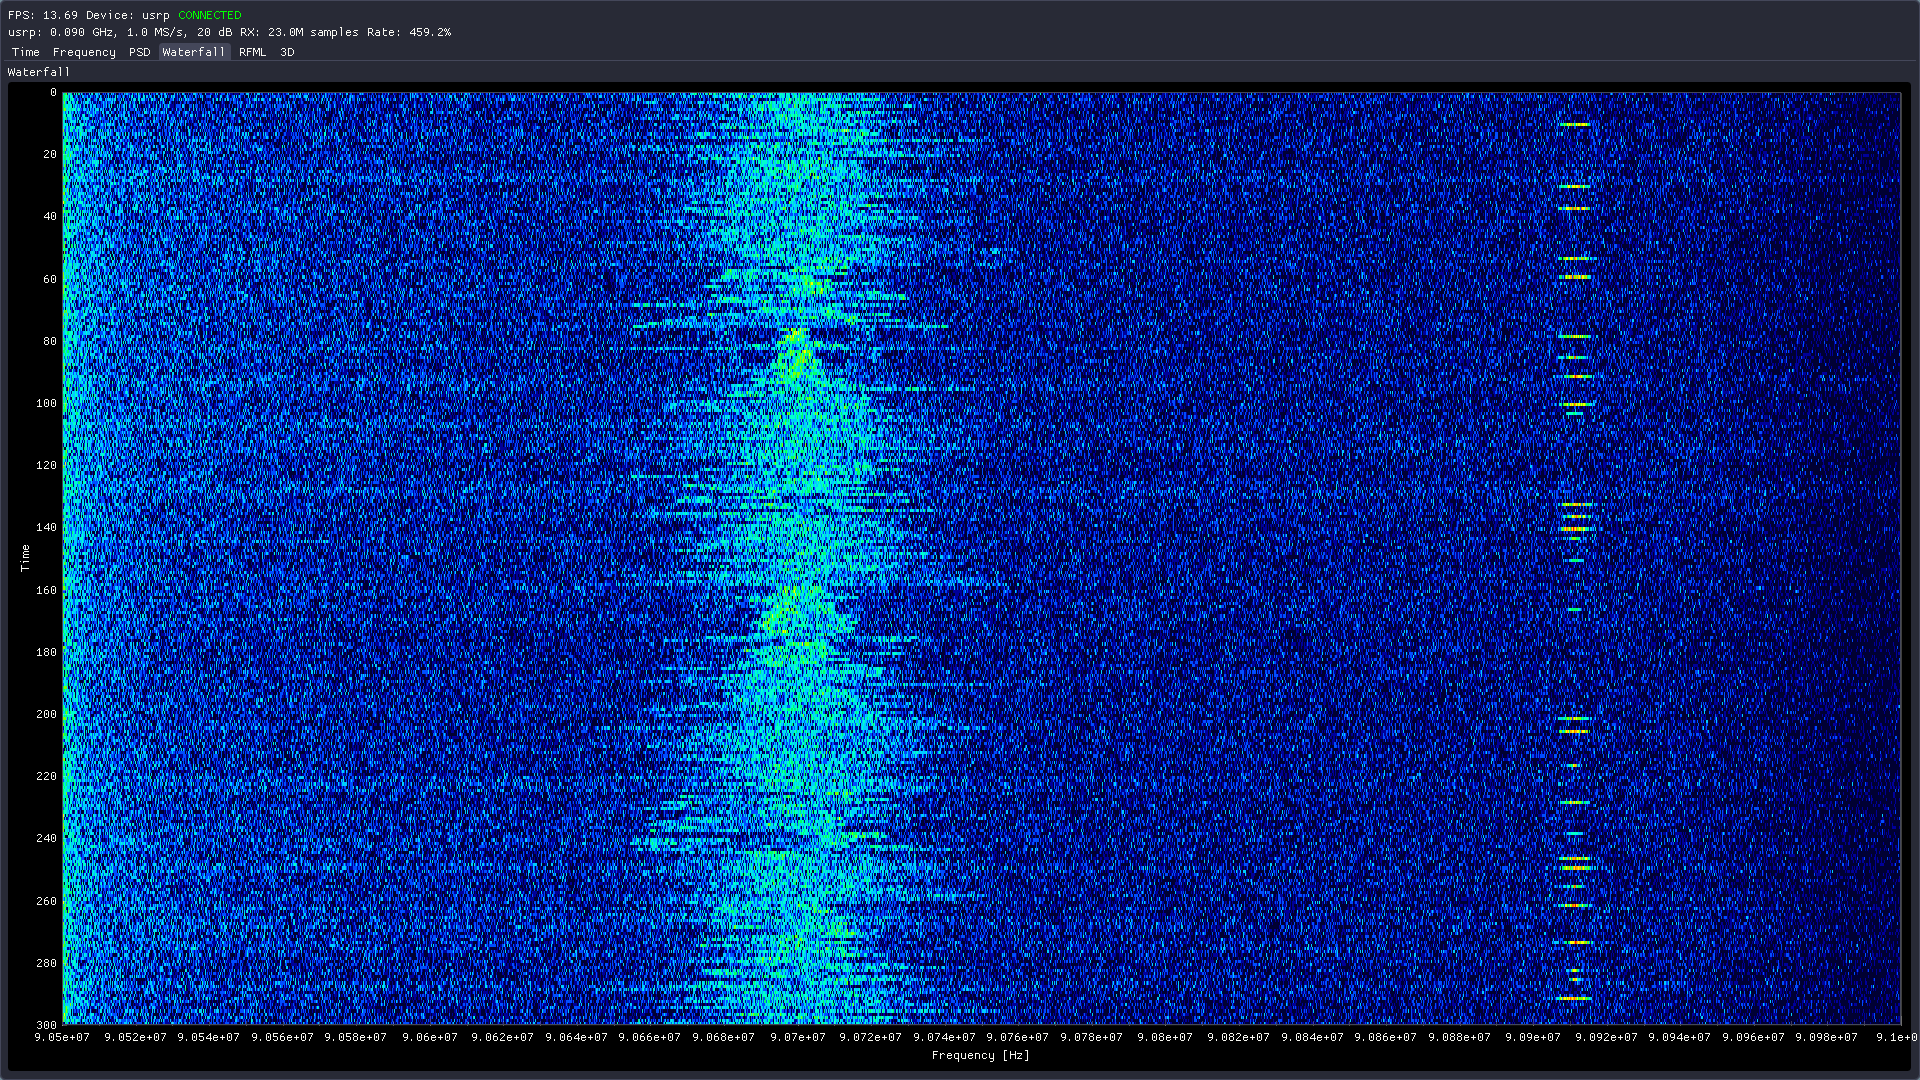 FPS: 13.69 Device: usrp CONNECTED
usrp: 0.090 GHz, 1.0 MS/s, 20 dB RX: 23.0M samples Rate: 459.2%
Time Frequency PSD Waterfall RFML 3D
Waterfall
0
20
40
60
80
100
120
140
160
180
200
220
240
260
280
300
Time
9.05e+07 9.052e+07 9.054e+07 9.056e+07 9.058e+07 9.06e+07 9.062e+07 9.064e+07 9.066e+07 9.068e+07 9.07e+07 9.072e+07 9.074e+07 9.076e+07 9.078e+07 9.08e+07 9.082e+07 9.084e+07 9.086e+07 9.088e+07 9.09e+07 9.092e+07 9.094e+07 9.096e+07 9.098e+07 9.1e+0
Frequency [Hz]